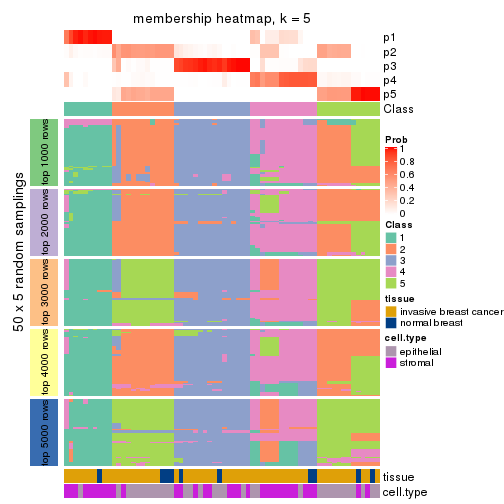 membership heatmap, k = 5
p1
p2
p3
p4
p5
Class
50 x 5 random samplings
top 1000 rows
top 2000 rows
top 3000 rows
top 4000 rows
top 5000 rows
tissue
cell.type
Prob
1
0.8
0.6
0.4
0.2
0
Class
1
2
3
4
5
tissue
invasive breast cancer
normal breast
cell.type
epithelial
stromal